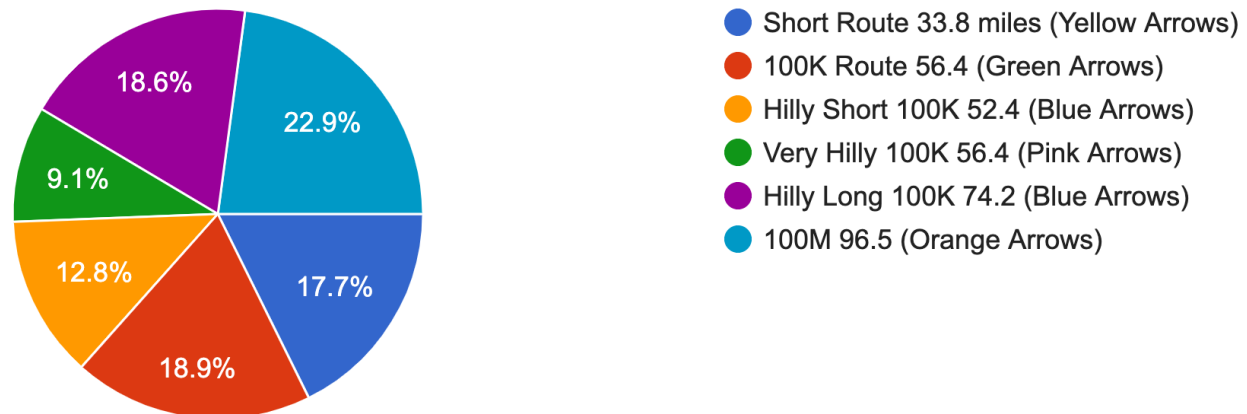 18.6%
22.9%
9.1%
12.8%
17.7%
18.9%
Short Route 33.8 miles (Yellow Arrows)
100K Route 56.4 (Green Arrows)
Hilly Short 100K 52.4 (Blue Arrows)
Very Hilly 100K 56.4 (Pink Arrows)
Hilly Long 100K 74.2 (Blue Arrows)
100M 96.5 (Orange Arrows)